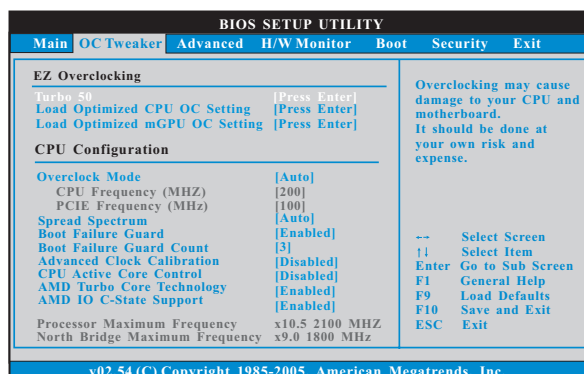 BIOS SETUP UTILITY
Main OC Tweaker Advanced H/W Monitor Boot Security Exit
EZ Overclocking
Turbo 50 [Press Enter]
Load Optimized CPU OC Setting [Press Enter]
Load Optimized mGPU OC Setting [Press Enter]
CPU Configuration
Overclock Mode [Auto]
CPU Frequency (MHZ) [200]
PCIE Frequency (MHz) [100]
Spread Spectrum [Auto]
Boot Failure Guard [Enabled]
Boot Failure Guard Count [3]
Advanced Clock Calibration [Disabled]
CPU Active Core Control [Disabled]
AMD Turbo Core Technology [Enabled]
AMD IO C-State Support [Enabled]
Processor Maximum Frequency x10.5 2100 MHZ
North Bridge Maximum Frequency x9.0 1800 MHz
Overclocking may cause
damage to your CPU and
motherboard.
It should be done at
your own risk and
expense.
←→ Select Screen
↑↓ Select Item
Enter Go to Sub Screen
F1 General Help
F9 Load Defaults
F10 Save and Exit
ESC Exit
v02.54 (C) Copyright 1985-2005, American Megatrends, Inc.